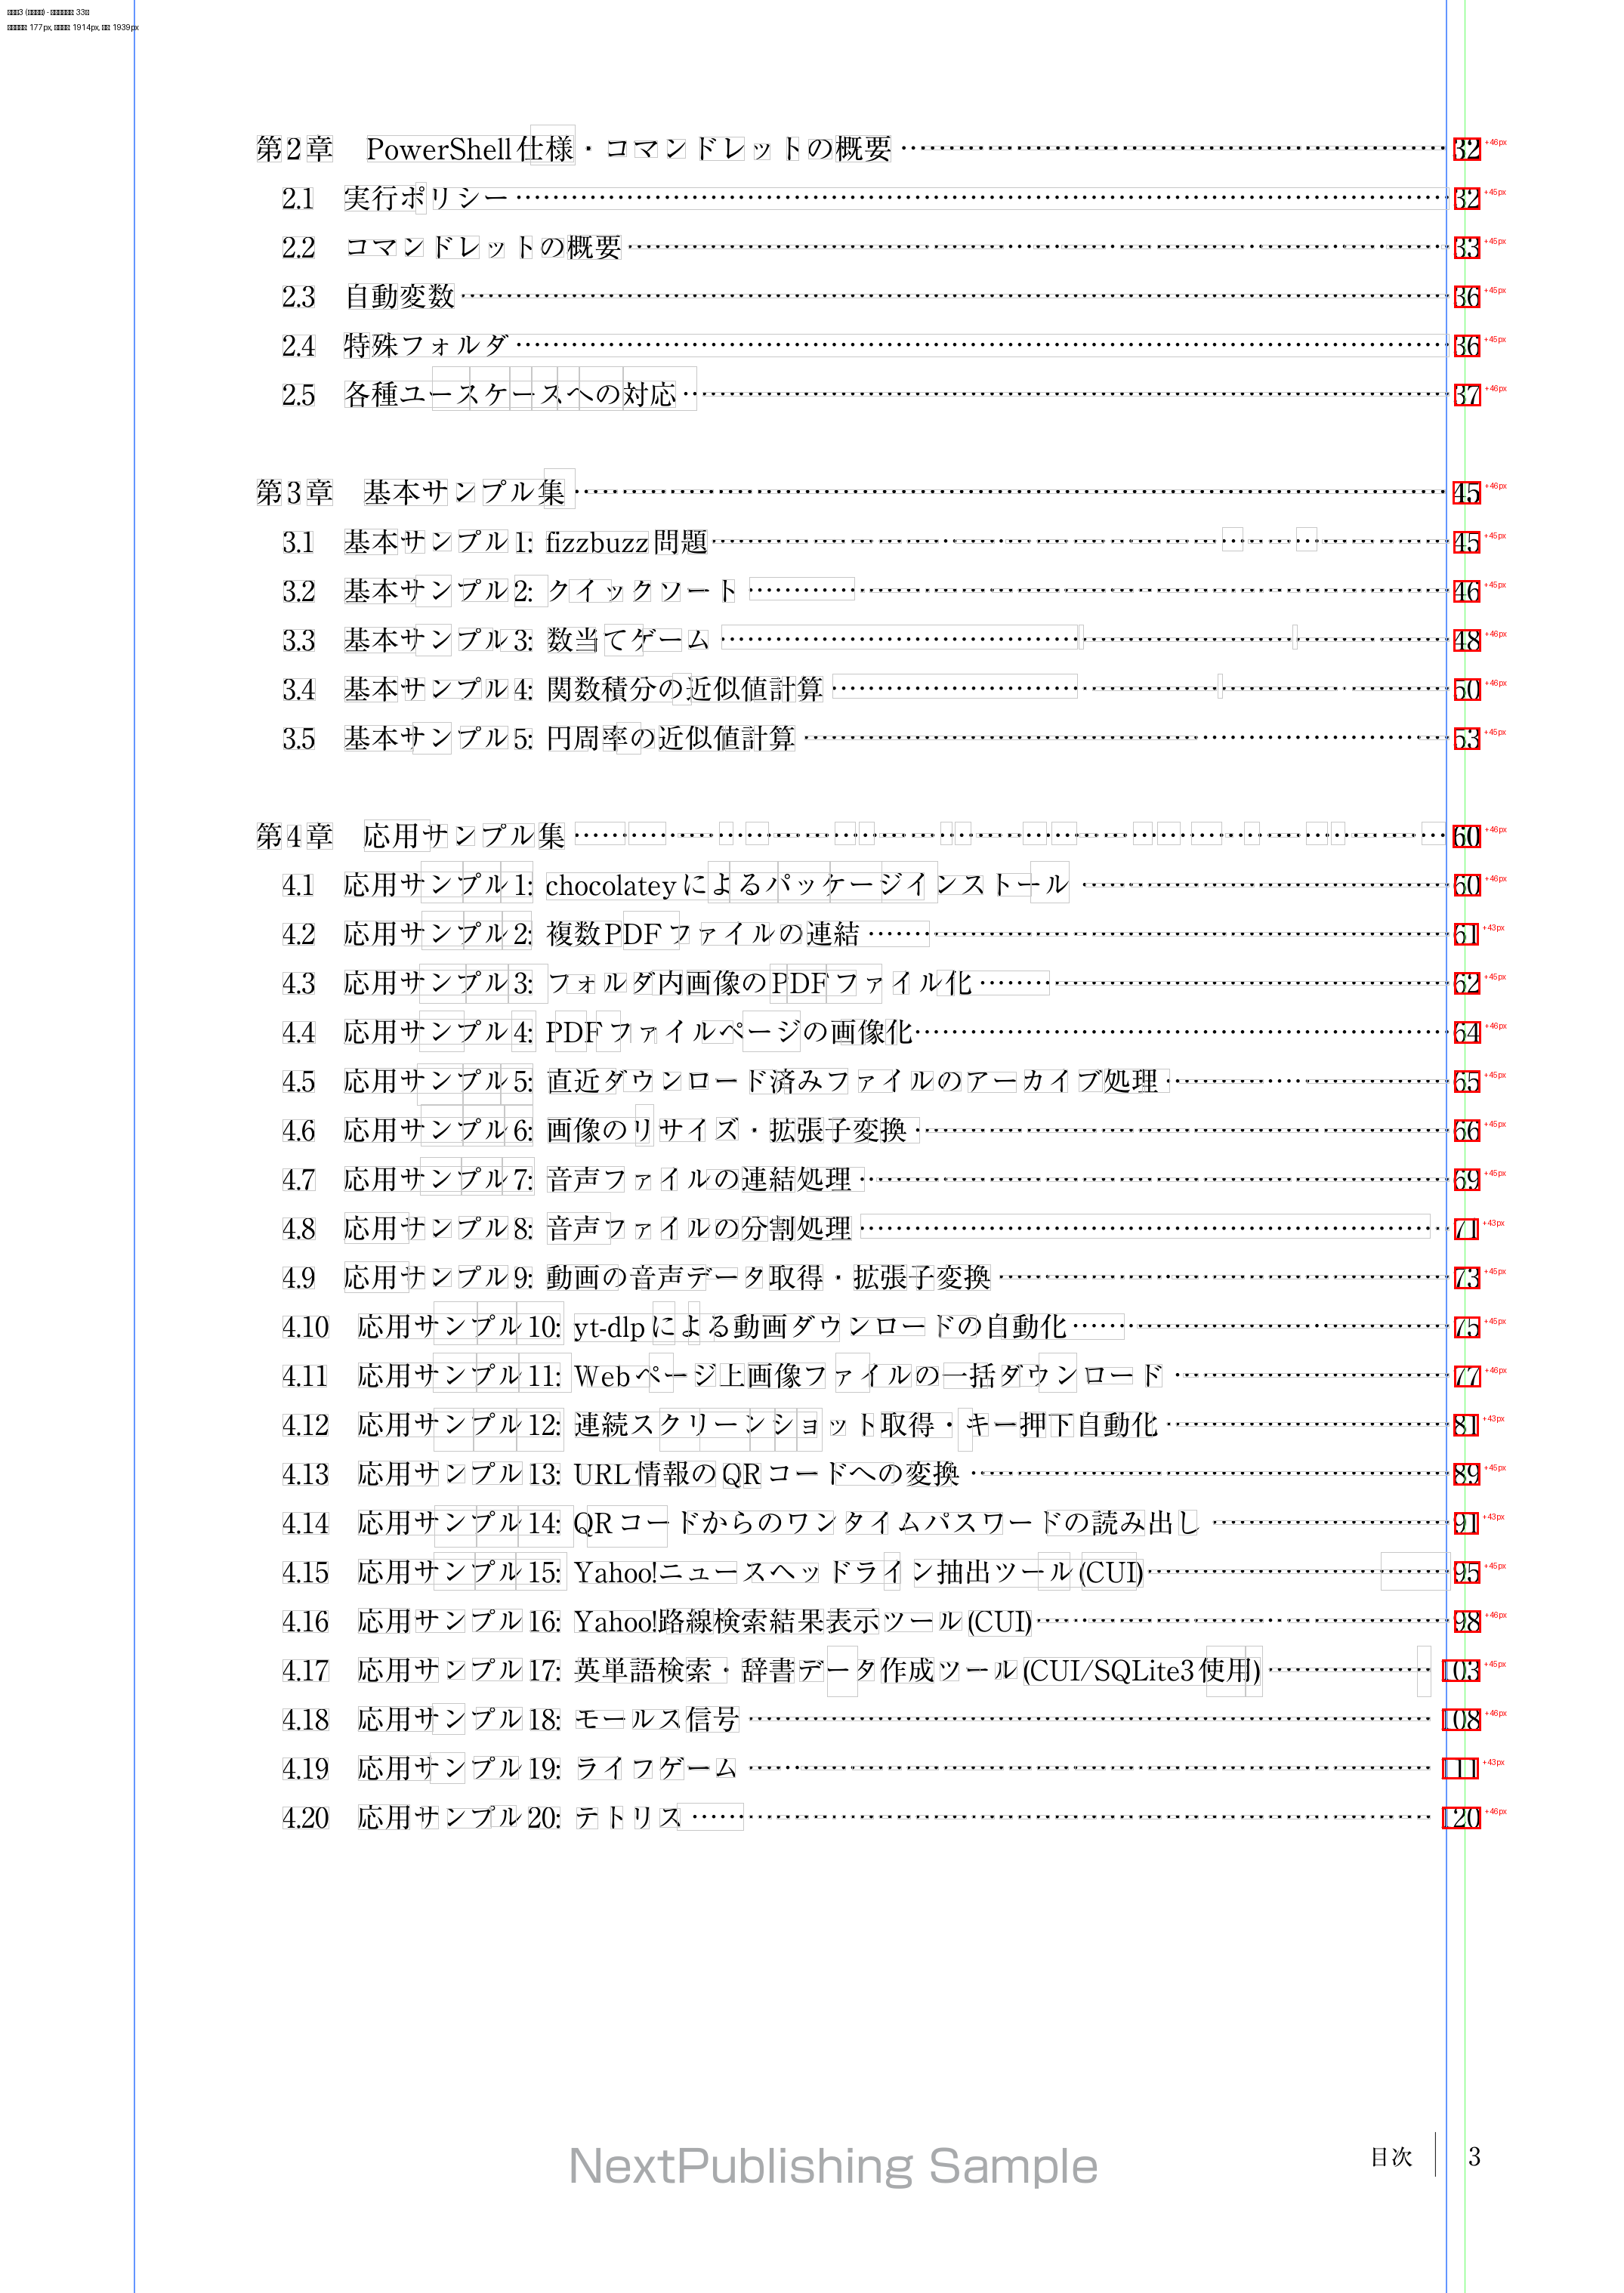 3 ( ) - : 33
: 177px, : 1914px, : 1939px
第2章 PowerShell仕様・コマンドレットの概要 …… 32 +46px
2.1 実行ポリシー …… 32 +45px
2.2 コマンドレットの概要 …… 33 +45px
2.3 自動変数 …… 36 +45px
2.4 特殊フォルダ …… 36 +45px
2.5 各種ユースケースへの対応 …… 37 +46px
第3章 基本サンプル集 …… 45 +46px
3.1 基本サンプル1: fizzbuzz問題 …… 45 +45px
3.2 基本サンプル2: クイックソート …… 46 +45px
3.3 基本サンプル3: 数当てゲーム …… 48 +46px
3.4 基本サンプル4: 関数積分の近似値計算 …… 50 +46px
3.5 基本サンプル5: 円周率の近似値計算 …… 53 +45px
第4章 応用サンプル集 …… 60 +46px
4.1 応用サンプル1: chocolateyによるパッケージインストール …… 60 +46px
4.2 応用サンプル2: 複数PDFファイルの連結 …… 61 +43px
4.3 応用サンプル3: フォルダ内画像のPDFファイル化 …… 62 +45px
4.4 応用サンプル4: PDFファイルページの画像化 …… 64 +46px
4.5 応用サンプル5: 直近ダウンロード済みファイルのアーカイブ処理 …… 65 +45px
4.6 応用サンプル6: 画像のリサイズ・拡張子変換 …… 66 +45px
4.7 応用サンプル7: 音声ファイルの連結処理 …… 69 +45px
4.8 応用サンプル8: 音声ファイルの分割処理 …… 71 +43px
4.9 応用サンプル9: 動画の音声データ取得・拡張子変換 …… 73 +45px
4.10 応用サンプル10: yt-dlpによる動画ダウンロードの自動化 …… 75 +45px
4.11 応用サンプル11: Webページ上画像ファイルの一括ダウンロード …… 77 +46px
4.12 応用サンプル12: 連続スクリーンショット取得・キー押下自動化 …… 81 +43px
4.13 応用サンプル13: URL情報のQRコードへの変換 …… 89 +45px
4.14 応用サンプル14: QRコードからのワンタイムパスワードの読み出し …… 91 +43px
4.15 応用サンプル15: Yahoo!ニュースヘッドライン抽出ツール(CUI) …… 95 +45px
4.16 応用サンプル16: Yahoo!路線検索結果表示ツール(CUI) …… 98 +46px
4.17 応用サンプル17: 英単語検索・辞書データ作成ツール(CUI/SQLite3使用) …… 103 +45px
4.18 応用サンプル18: モールス信号 …… 108 +46px
4.19 応用サンプル19: ライフゲーム …… 111 +43px
4.20 応用サンプル20: テトリス …… 120 +46px
NextPublishing Sample
目次 3